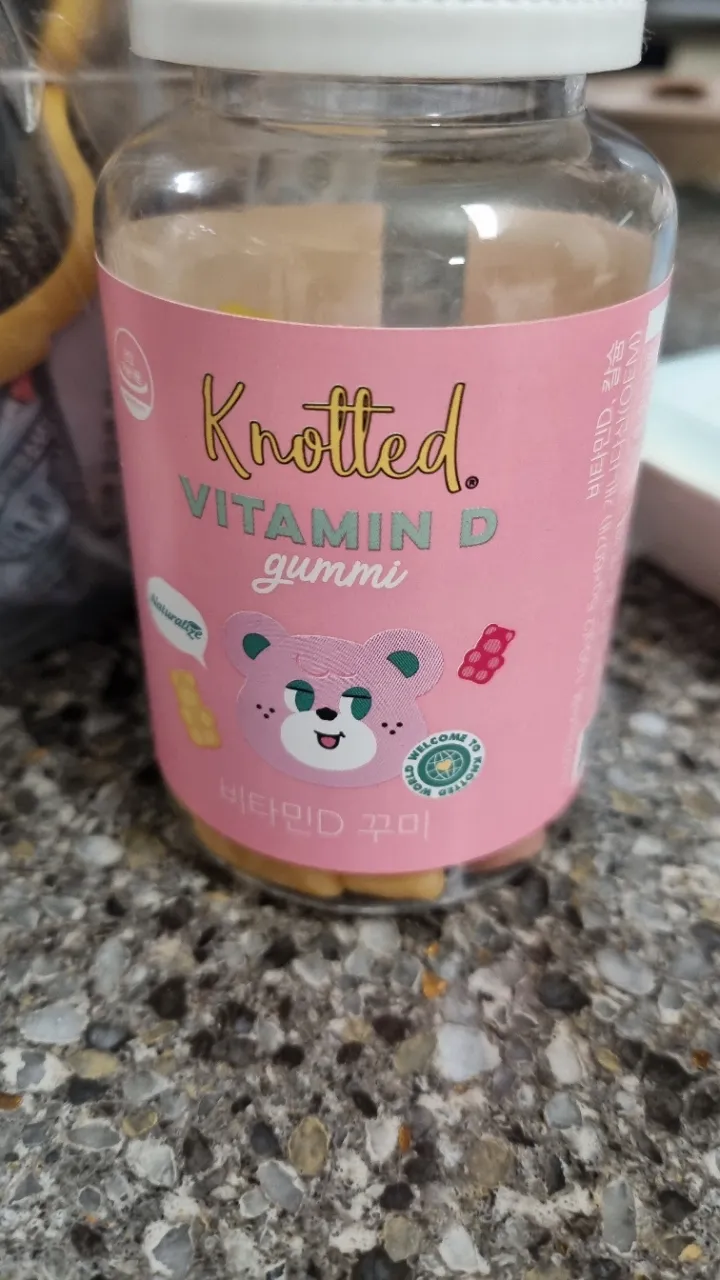 Knotted®
VITAMIN D
gummi
Naturalize
WELCOME TO KNOTTED WORLD
비타민D 꾸미
비타민D, 칼슘